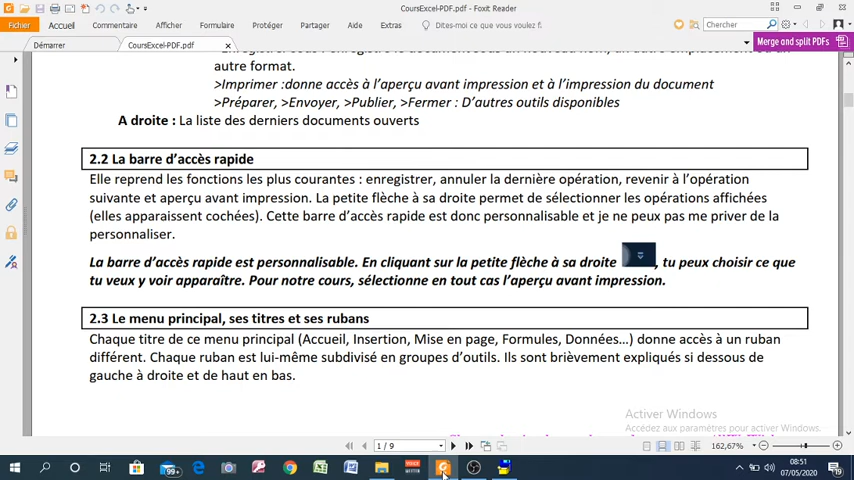 CoursExcel-PDF.pdf - Foxit Reader
Fichier Accueil Commentaire Afficher Formulaire Protéger Partager Aide Extras Dites-moi ce que vous voulez f. Chercher
Démarrer CoursExcel-PDF.pdf Merge and split PDFs
autre format.
>Imprimer :donne accès à l'aperçu avant impression et à l'impression du document
>Préparer, >Envoyer, >Publier, >Fermer : D'autres outils disponibles
A droite : La liste des derniers documents ouverts
2.2 La barre d'accès rapide
Elle reprend les fonctions les plus courantes : enregistrer, annuler la dernière opération, revenir à l'opération
suivante et aperçu avant impression. La petite flèche à sa droite permet de sélectionner les opérations affichées
(elles apparaissent cochées). Cette barre d'accès rapide est donc personnalisable et je ne peux pas me priver de la
personnaliser.
La barre d'accès rapide est personnalisable. En cliquant sur la petite flèche à sa droite , tu peux choisir ce que
tu veux y voir apparaître. Pour notre cours, sélectionne en tout cas l'aperçu avant impression.
2.3 Le menu principal, ses titres et ses rubans
Chaque titre de ce menu principal (Accueil, Insertion, Mise en page, Formules, Données...) donne accès à un ruban
différent. Chaque ruban est lui-même subdivisé en groupes d'outils. Ils sont brièvement expliqués si dessous de
gauche à droite et de haut en bas.
Activer Windows
Accédez aux paramètres pour activer Windows.
1 / 9 162,67%
99+ 08:51
07/05/2020 19